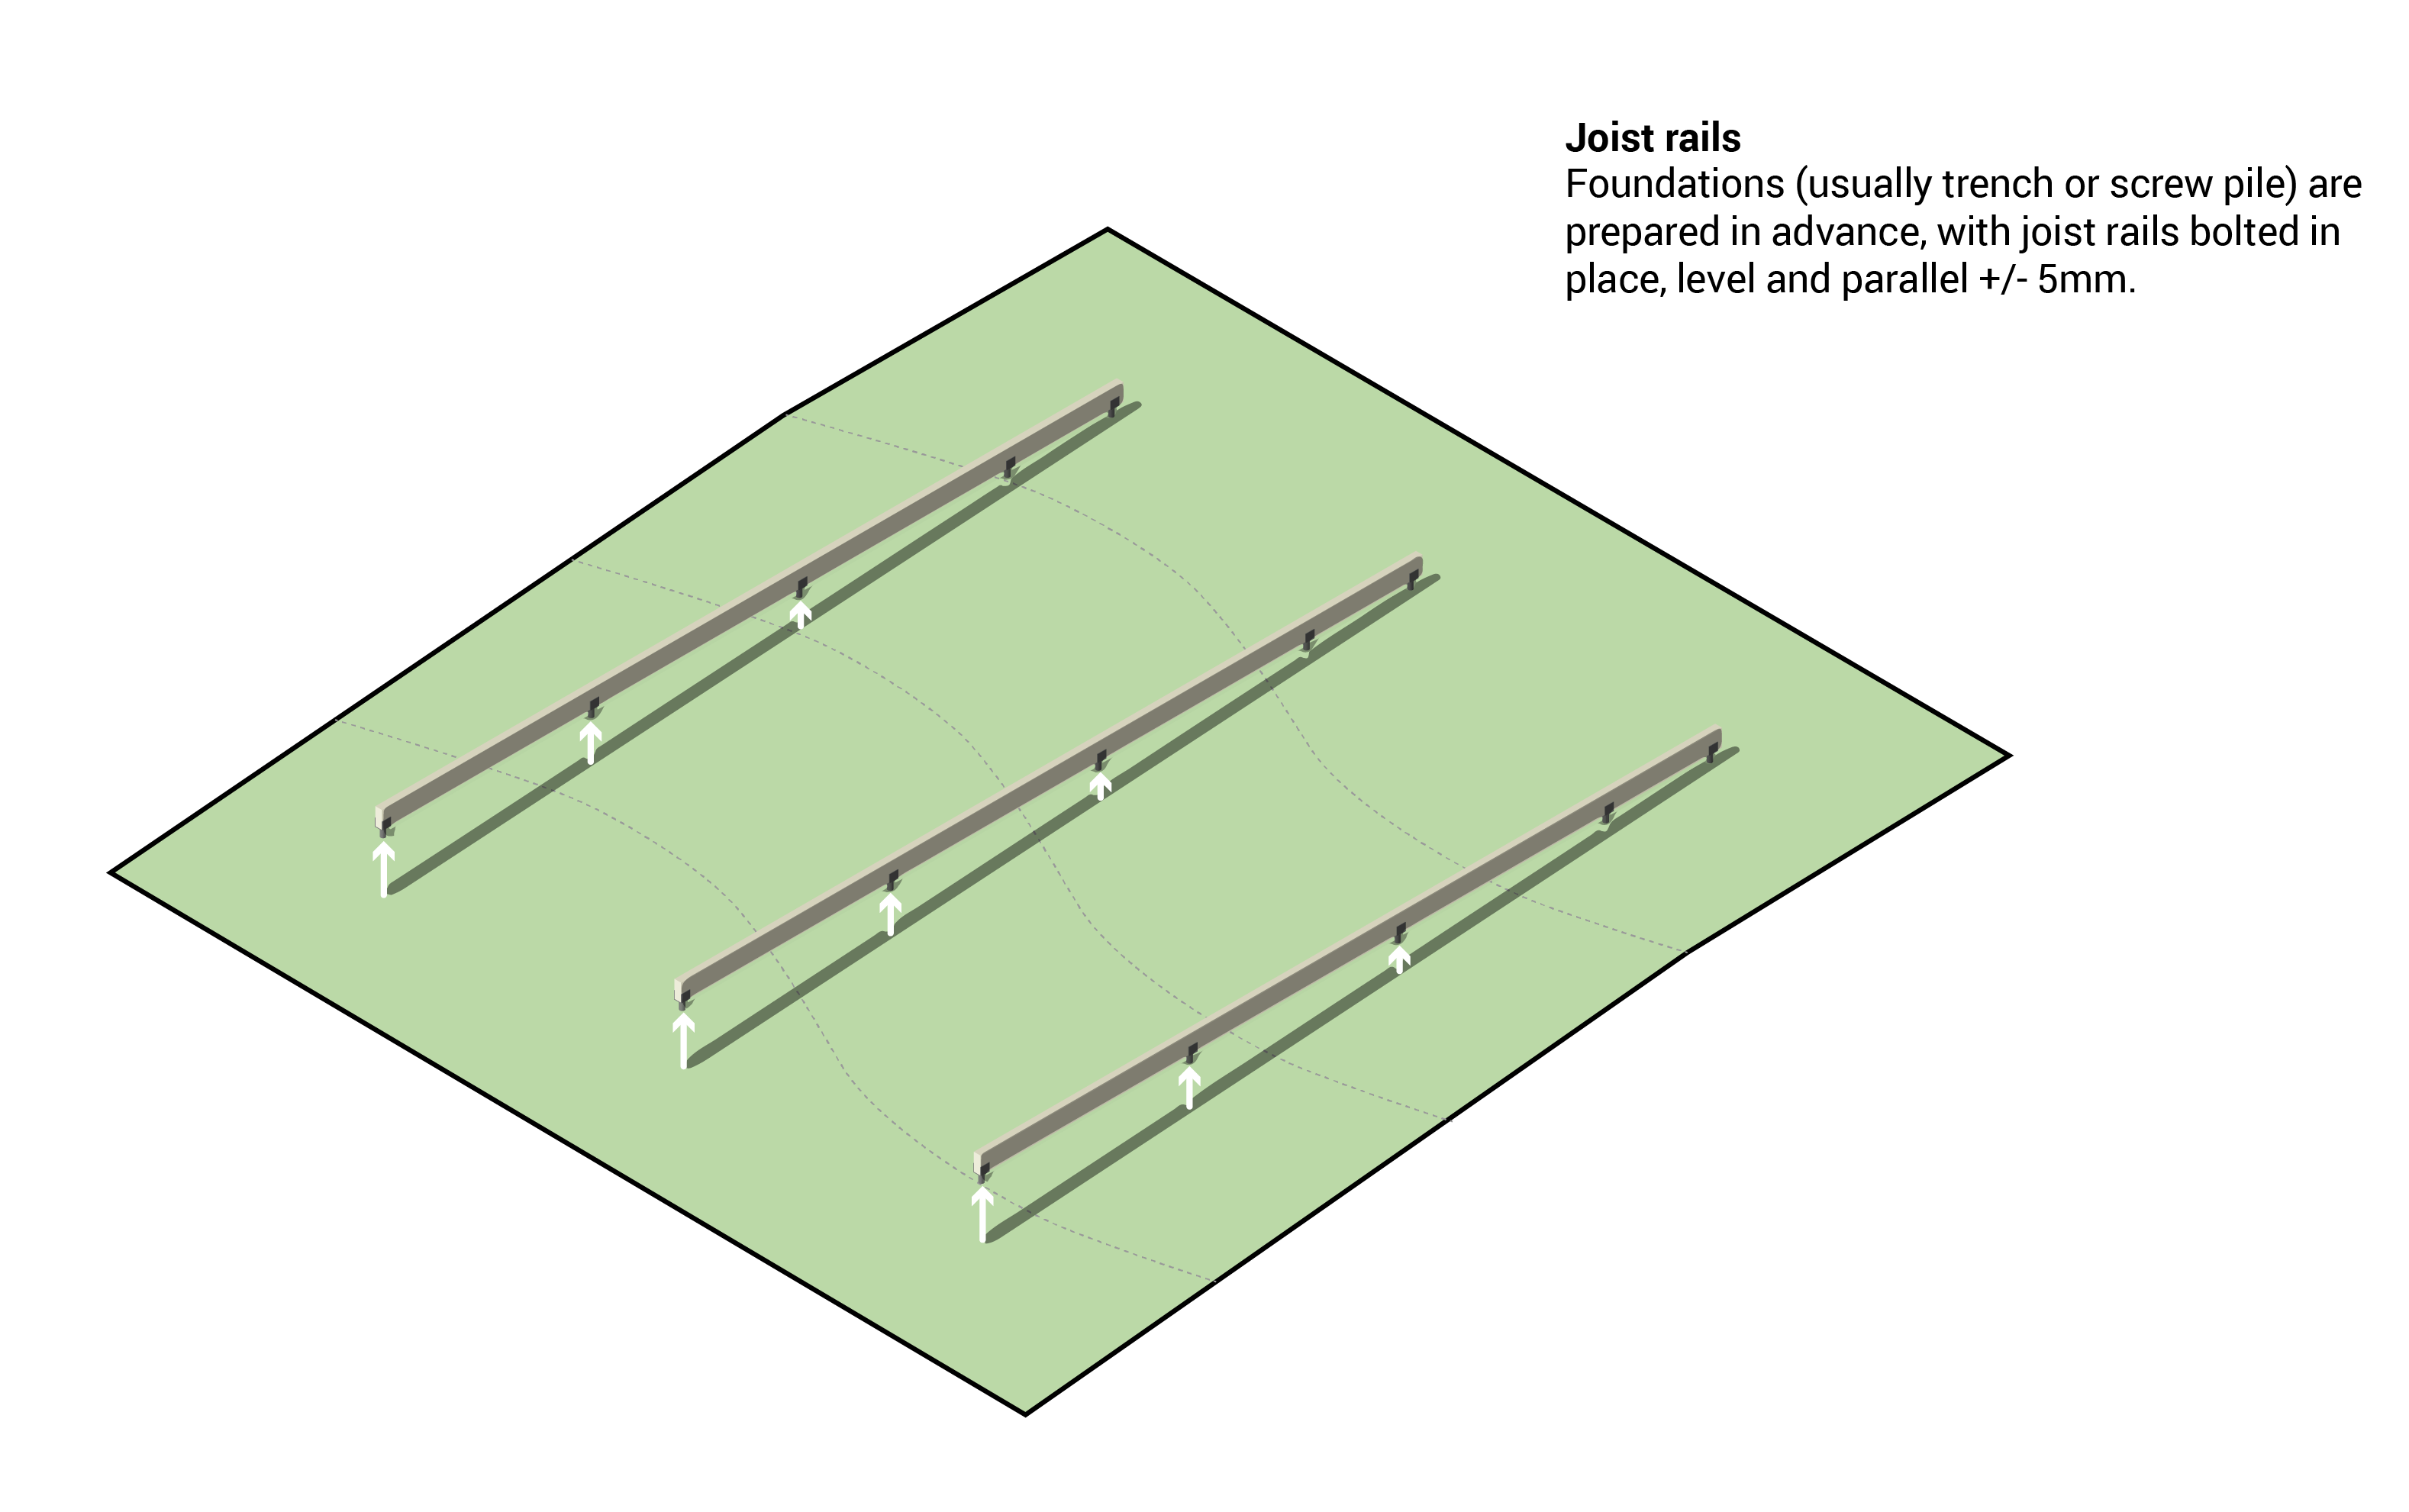 Joist rails
Foundations (usually trench or screw pile) are
prepared in advance, with joist rails bolted in
place, level and parallel +/- 5mm.